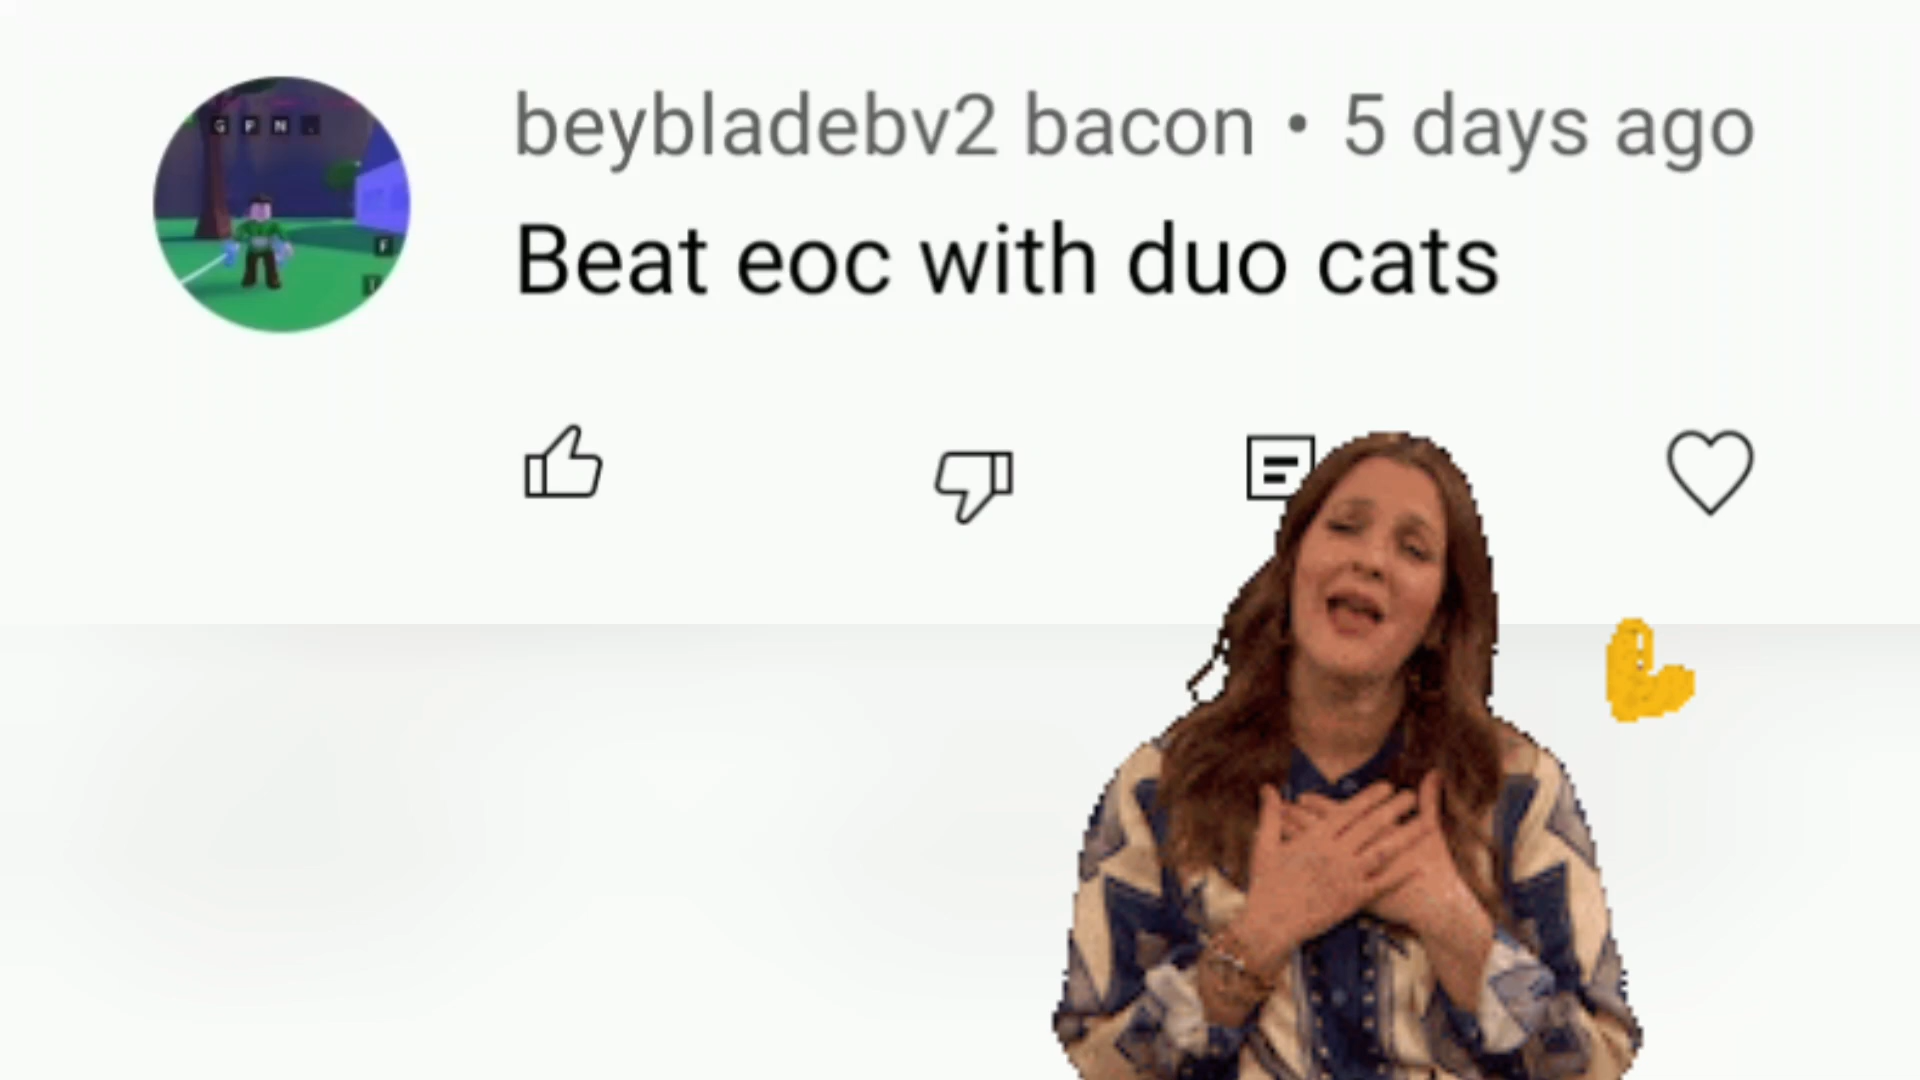 beybladebv2 bacon • 5 days ago
G F N .
Beat eoc with duo cats
F